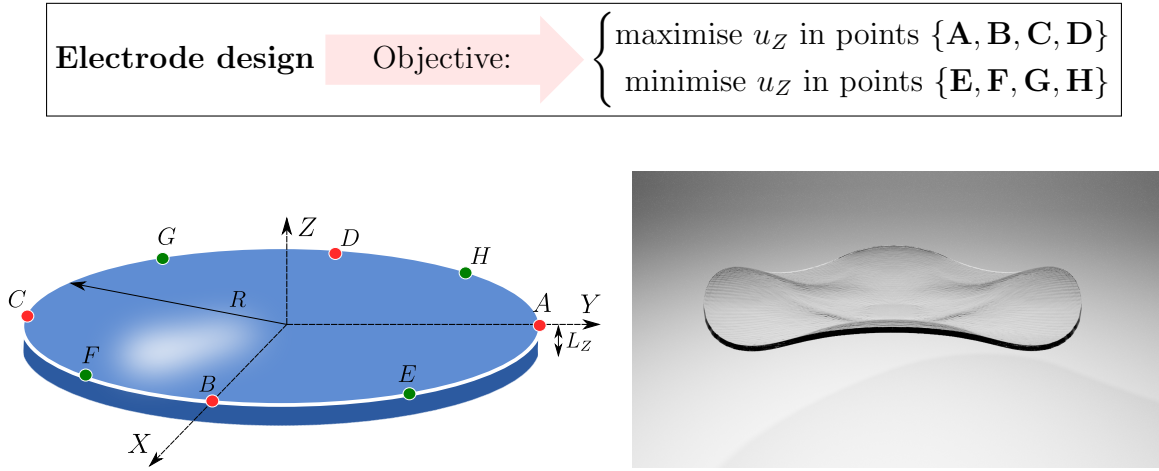 Electrode design
Objective:
maximise u_Z in points {A, B, C, D}
minimise u_Z in points {E, F, G, H}
Z
G
D
H
C
R
A
Y
L_Z
F
B
E
X